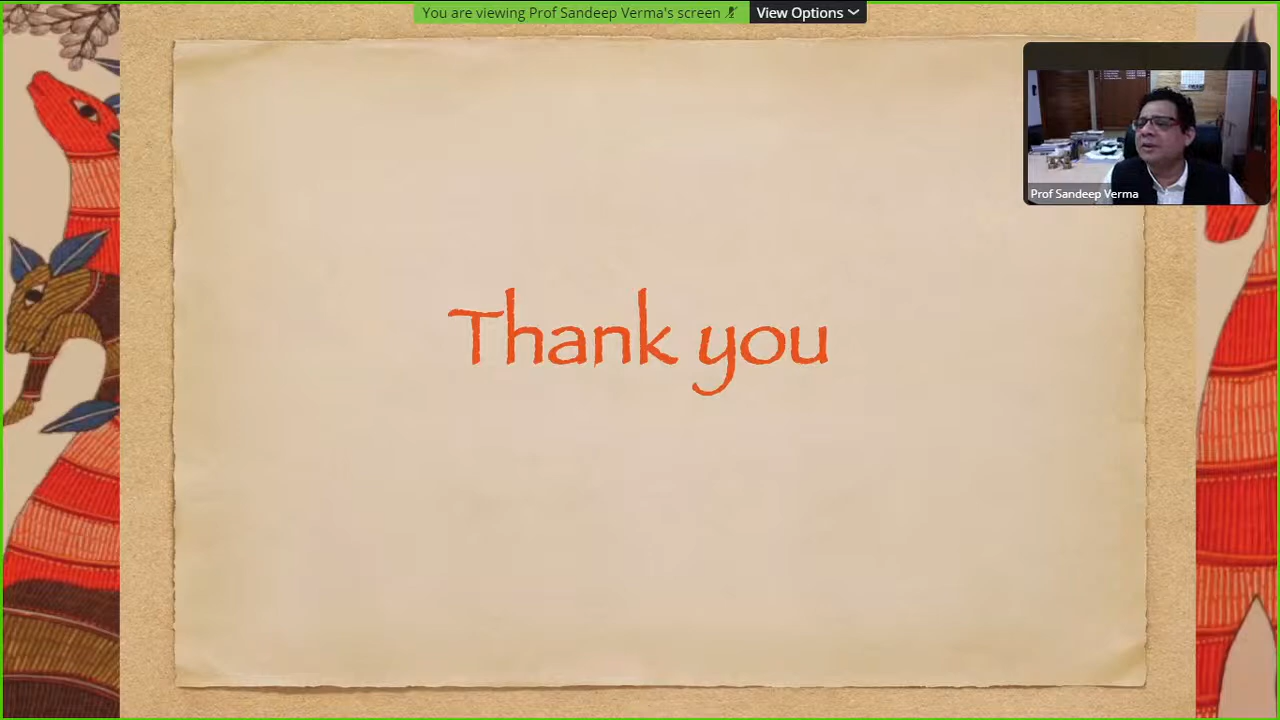 You are viewing Prof Sandeep Verma's screen
View Options
Prof Sandeep Verma
Thank you